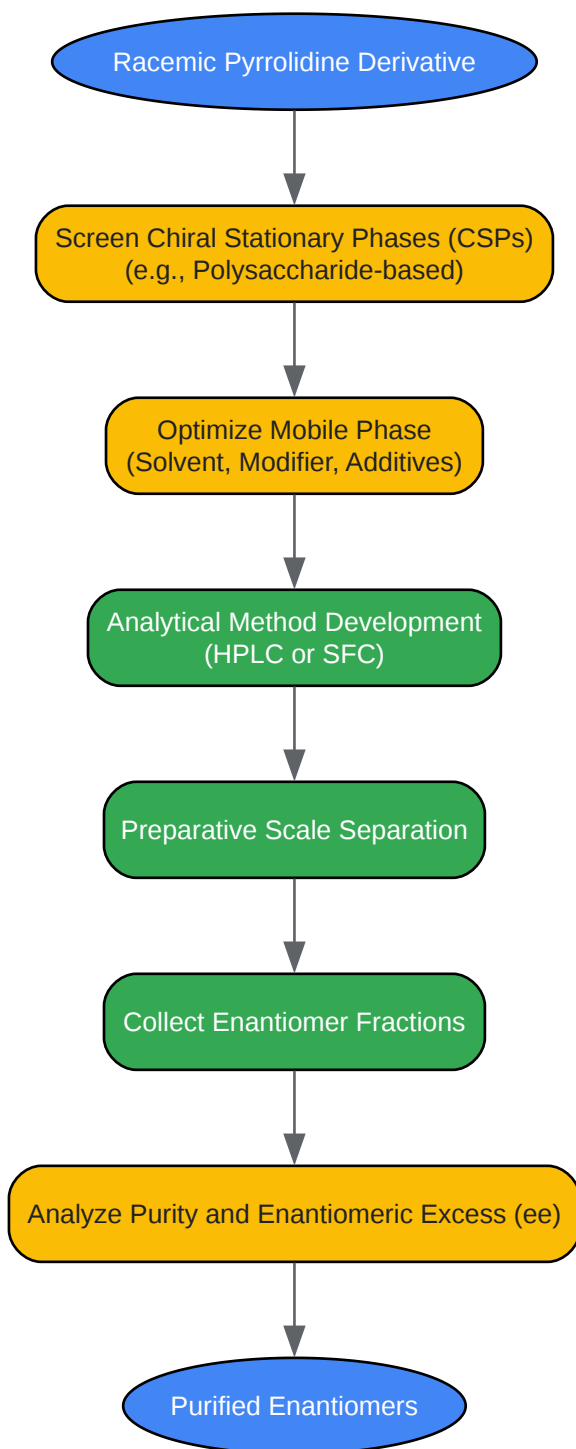 Racemic Pyrrolidine Derivative
Screen Chiral Stationary Phases (CSPs)
(e.g., Polysaccharide-based)
Optimize Mobile Phase
(Solvent, Modifier, Additives)
Analytical Method Development
(HPLC or SFC)
Preparative Scale Separation
Collect Enantiomer Fractions
Analyze Purity and Enantiomeric Excess (ee)
Purified Enantiomers